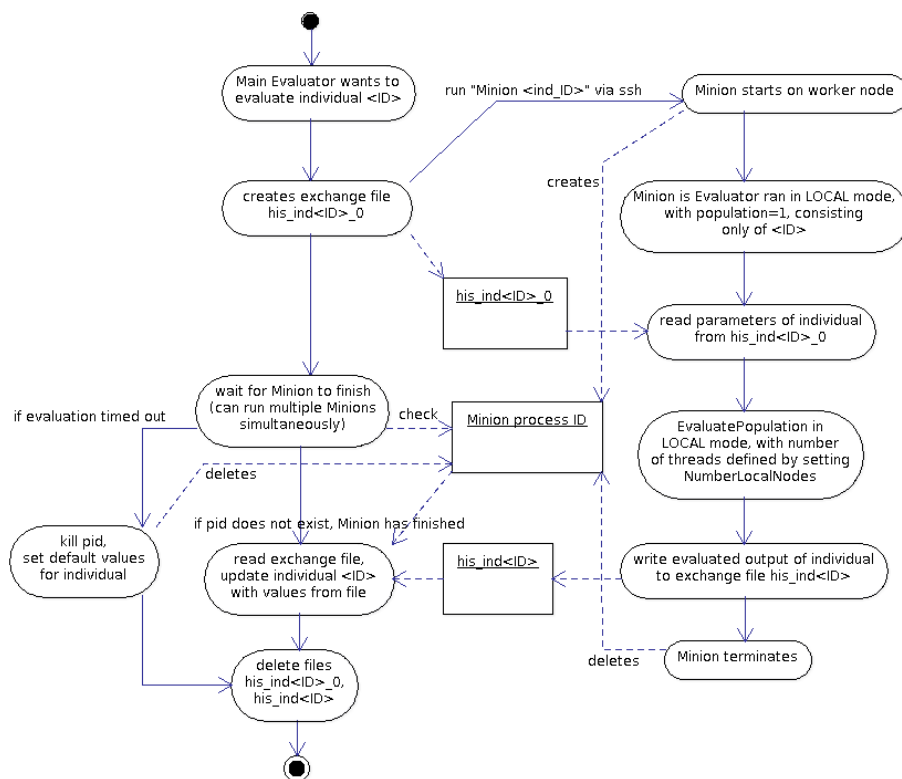 Main Evaluator wants to
evaluate individual <ID>
run "Minion <ind_ID>" via ssh
Minion starts on worker node
creates
creates exchange file
his_ind<ID>_0
Minion is Evaluator ran in LOCAL mode,
with population=1, consisting
only of <ID>
his_ind<ID>_0
read parameters of individual
from his_ind<ID>_0
wait for Minion to finish
(can run multiple Minions
simultaneously)
if evaluation timed out
check
Minion process ID
EvaluatePopulation in
LOCAL mode, with number
of threads defined by setting
NumberLocalNodes
deletes
if pid does not exist, Minion has finished
kill pid,
set default values
for individual
read exchange file,
update individual <ID>
with values from file
his_ind<ID>
write evaluated output of individual
to exchange file his_ind<ID>
deletes
Minion terminates
delete files
his_ind<ID>_0,
his_ind<ID>